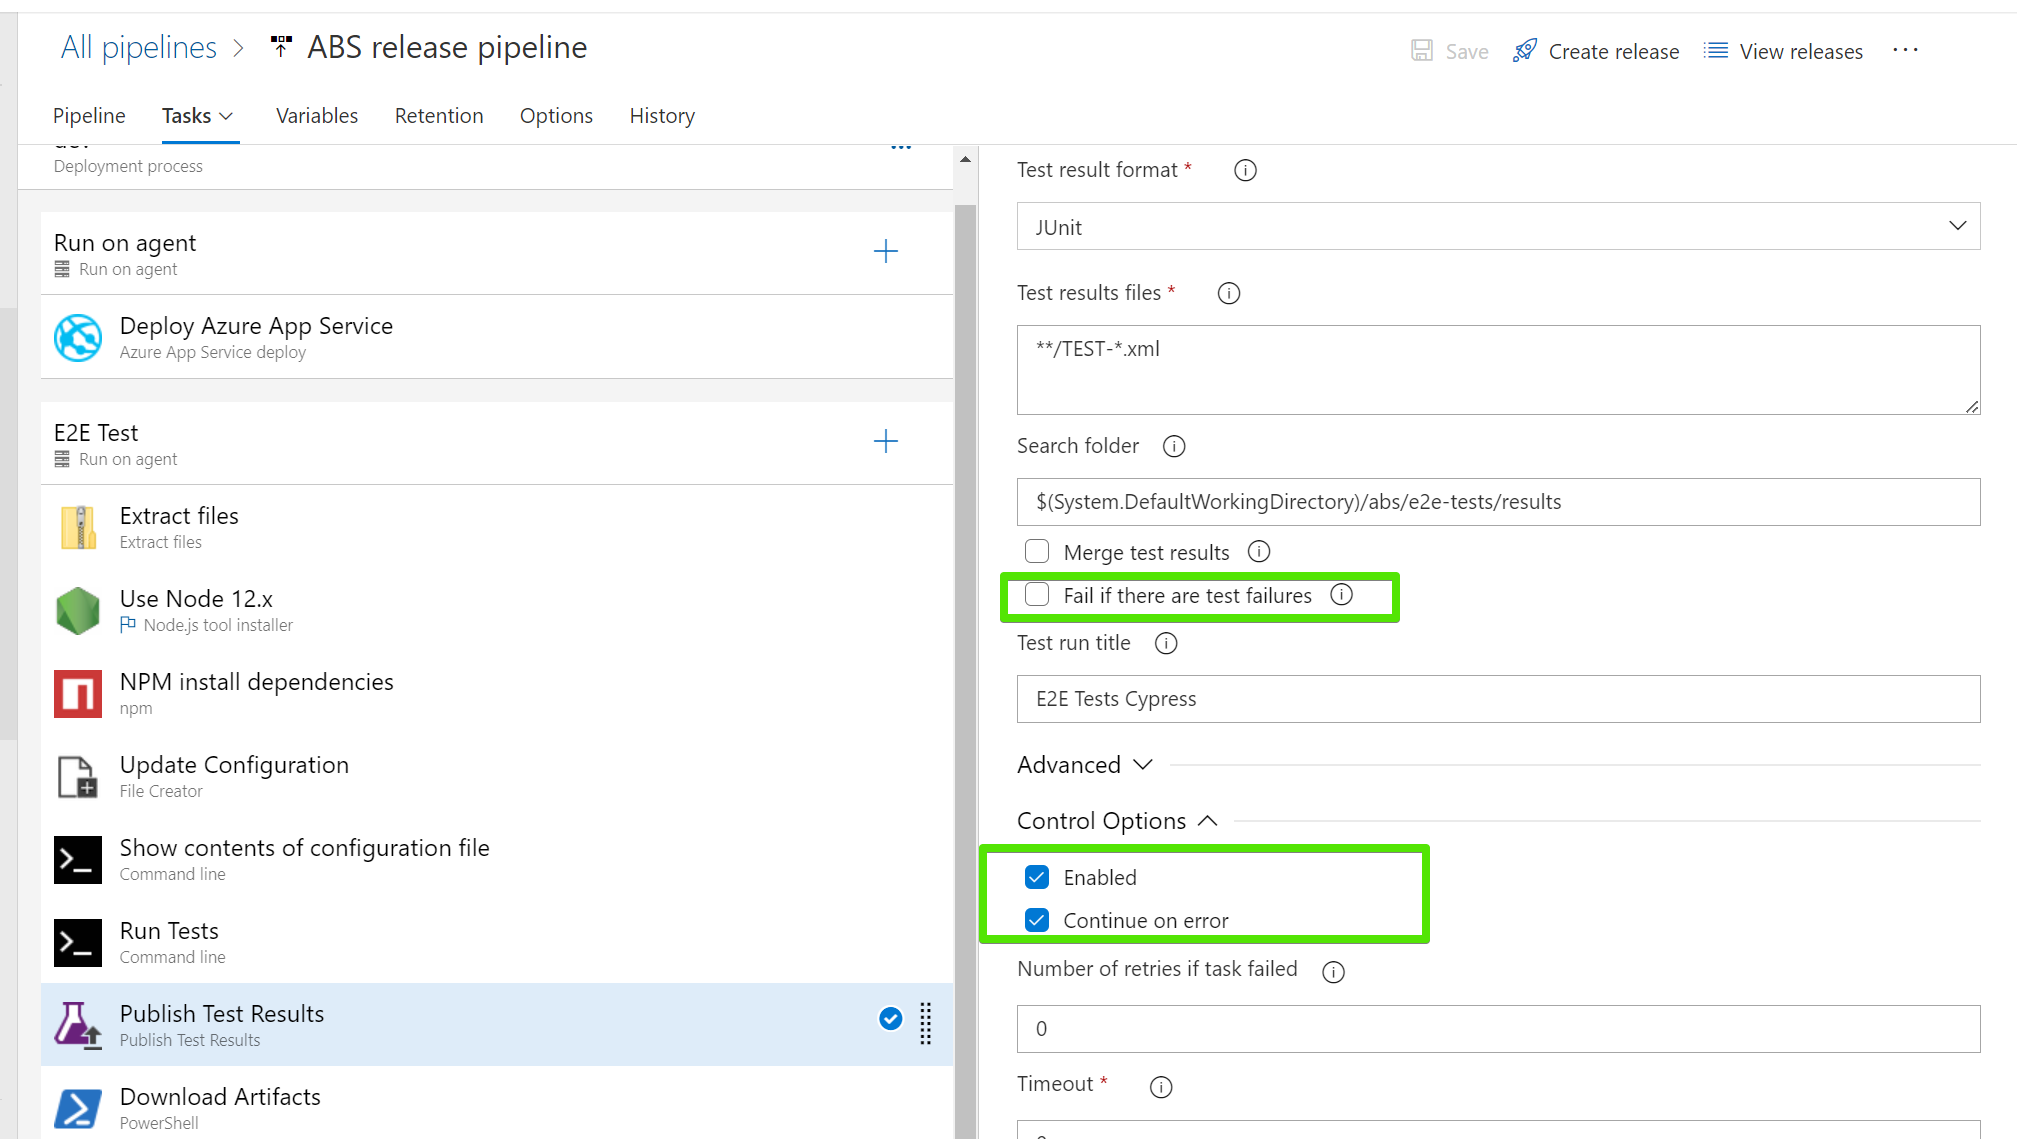 All pipelines > ABS release pipeline
Save Create release View releases ...
Pipeline Tasks Variables Retention Options History
Deployment process
Run on agent
Run on agent
Deploy Azure App Service
Azure App Service deploy
E2E Test
Run on agent
Extract files
Extract files
Use Node 12.x
Node.js tool installer
NPM install dependencies
npm
Update Configuration
File Creator
Show contents of configuration file
Command line
Run Tests
Command line
Publish Test Results
Publish Test Results
Download Artifacts
PowerShell
Test result format *
JUnit
Test results files *
**/TEST-*.xml
Search folder
$(System.DefaultWorkingDirectory)/abs/e2e-tests/results
Merge test results
Fail if there are test failures
Test run title
E2E Tests Cypress
Advanced
Control Options
Enabled
Continue on error
Number of retries if task failed
0
Timeout *